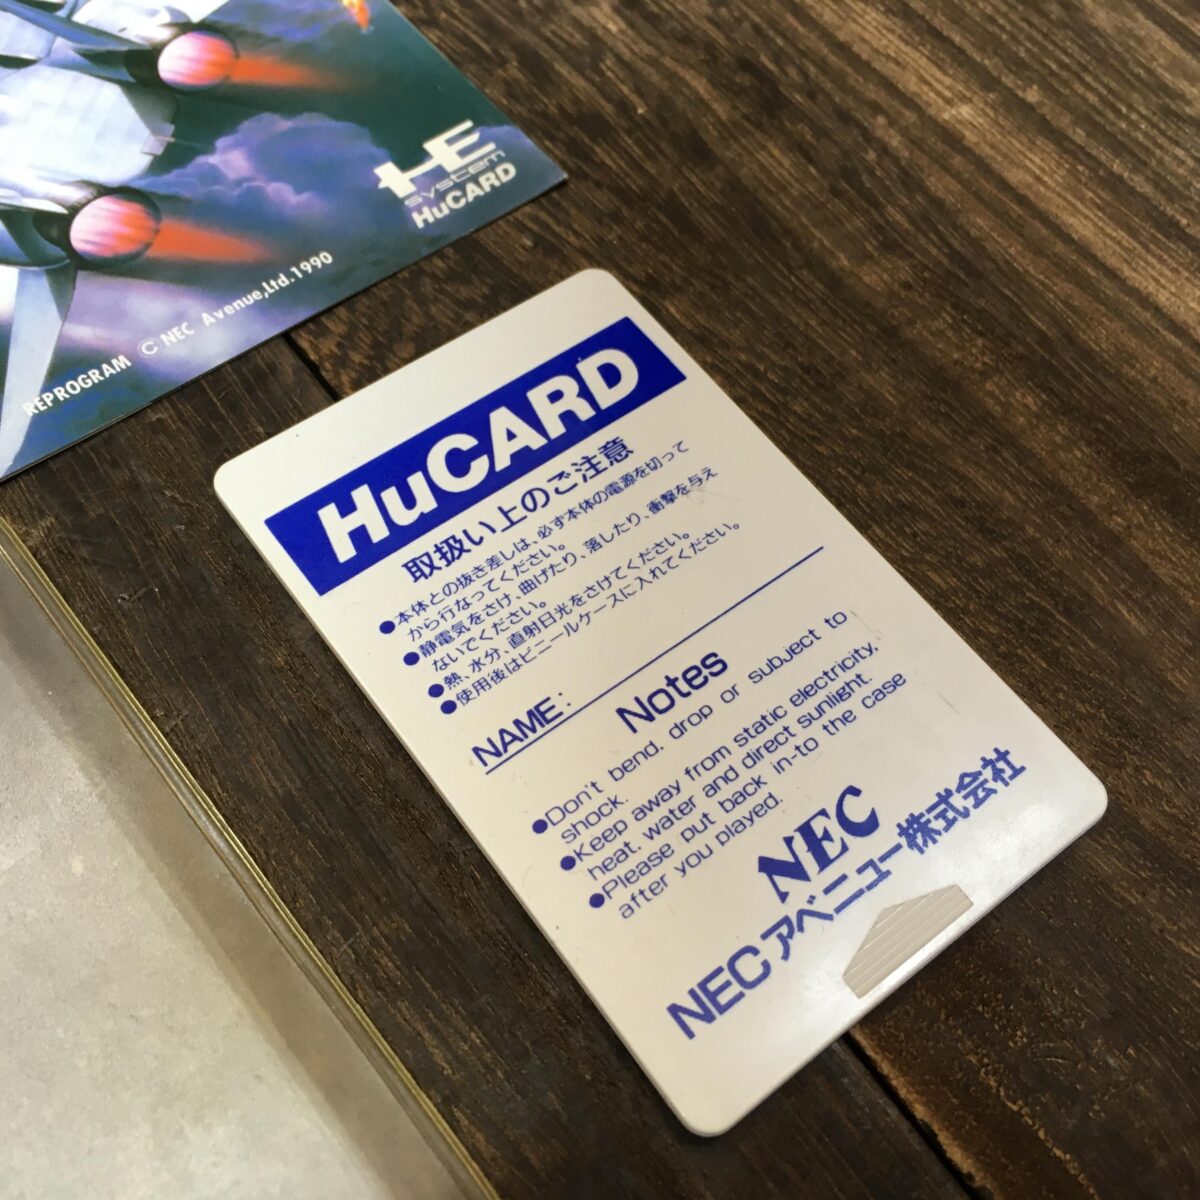 HE
system
HuCARD
REPROGRAM © NEC Avenue,Ltd.1990
HuCARD
取扱い上のご注意
●本体との抜き差しは、必ず本体の電源を切って
から行なってください。
●静電気をさけ、曲げたり、落したり、衝撃を与え
ないでください。
●熱、水分、直射日光をさけてください。
●使用後はビニールケースに入れてください。
NAME:
Notes
●Don't bend. drop or subject to
shock.
●Keep away from static electricity,
heat. water and direct sunlight.
●Please put back in-to the case
after you played.
NEC
NECアベニュー株式会社